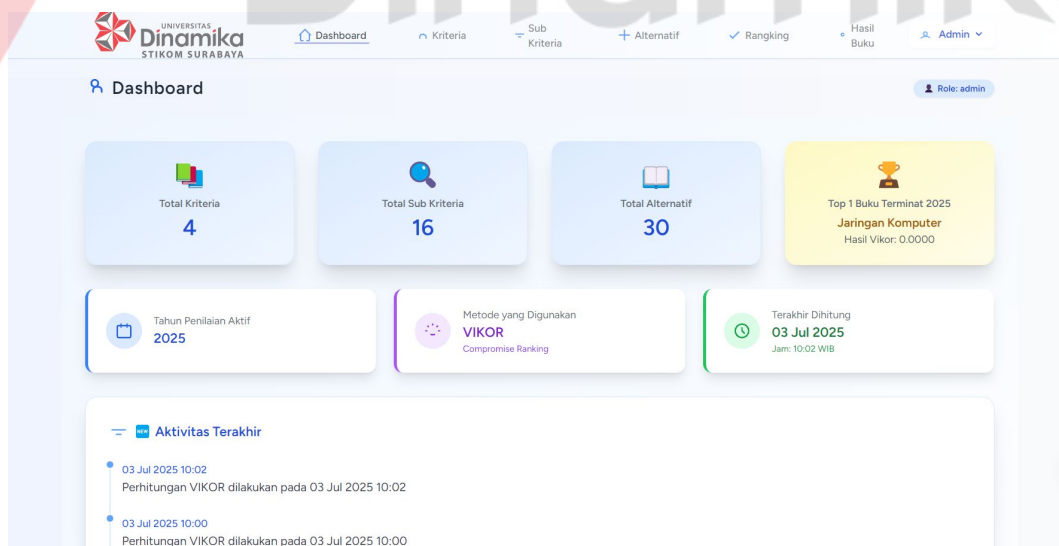 Dinamik
UNIVERSITAS
Dinamika
STIKOM SURABAYA
Dashboard
Kriteria
Sub
Kriteria
Alternatif
Rangking
Hasil
Buku
Admin
Dashboard
Role: admin
Total Kriteria
4
Total Sub Kriteria
16
Total Alternatif
30
Top 1 Buku Terminat 2025
Jaringan Komputer
Hasil Vikor: 0.0000
Tahun Penilaian Aktif
2025
Metode yang Digunakan
VIKOR
Compromise Ranking
Terakhir Dihitung
03 Jul 2025
Jam: 10:02 WIB
NEW Aktivitas Terakhir
03 Jul 2025 10:02
Perhitungan VIKOR dilakukan pada 03 Jul 2025 10:02
03 Jul 2025 10:00
Perhitungan VIKOR dilakukan pada 03 Jul 2025 10:00